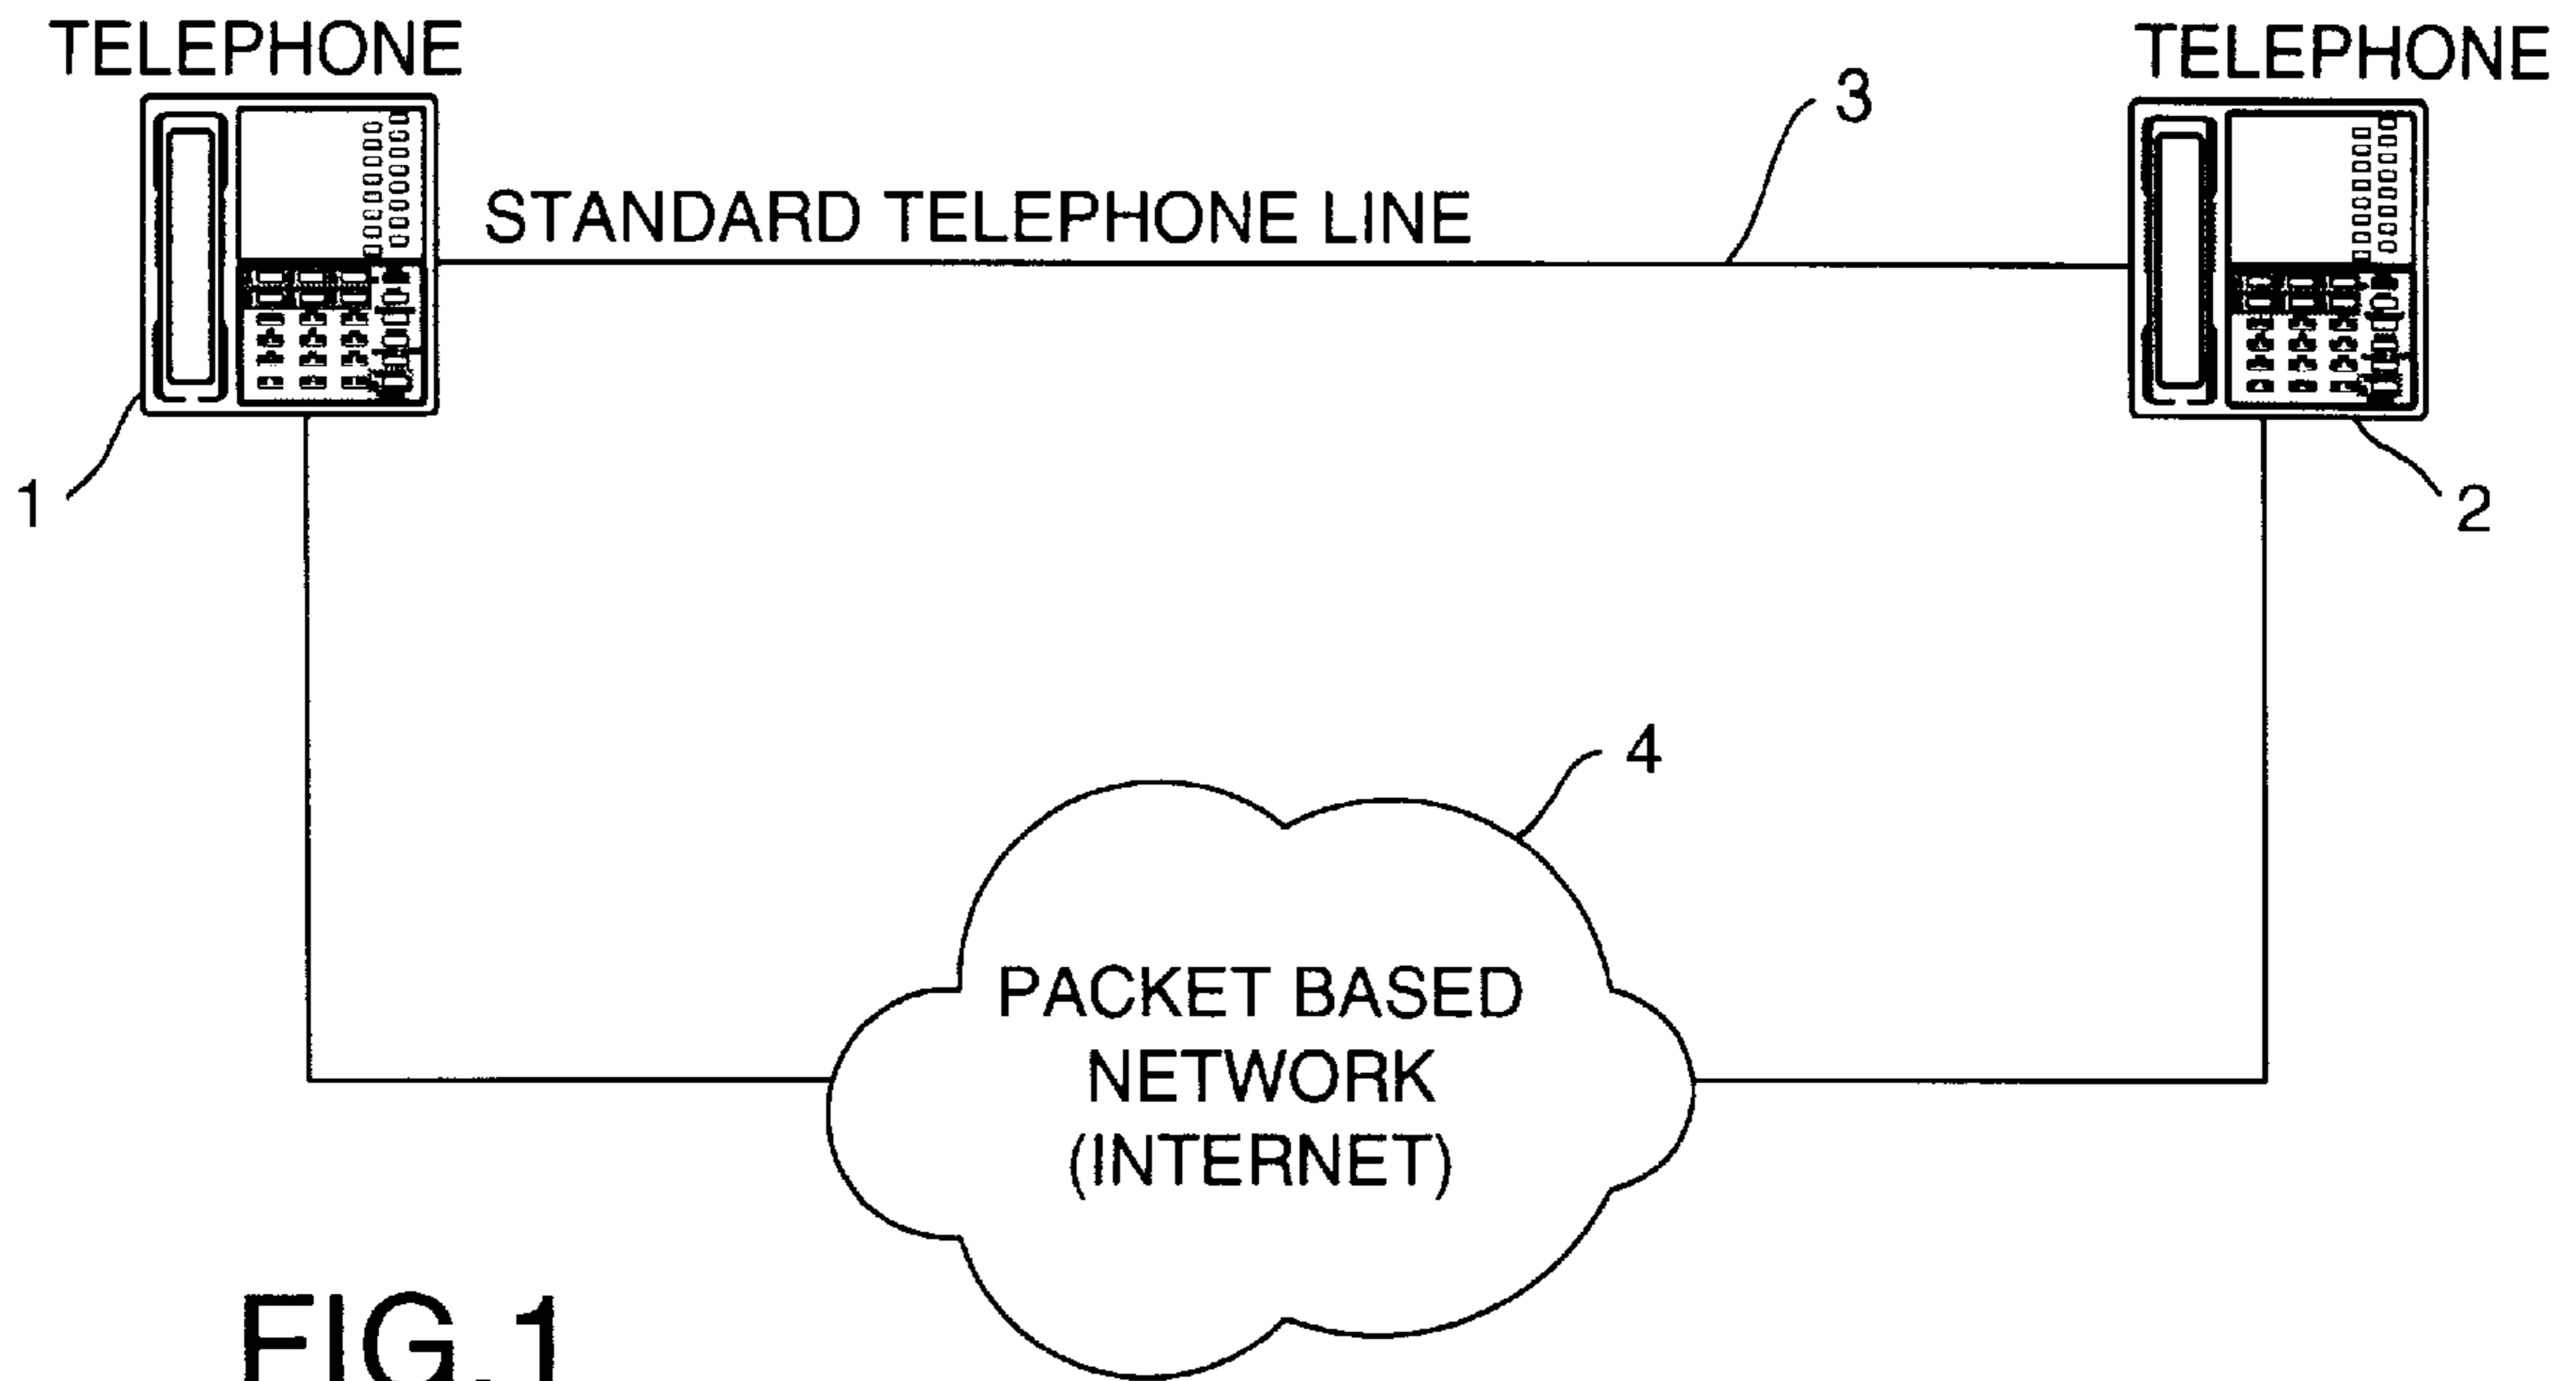 TELEPHONE
TELEPHONE
3
STANDARD TELEPHONE LINE
1
2
4
PACKET BASED
NETWORK
(INTERNET)
FIG.1